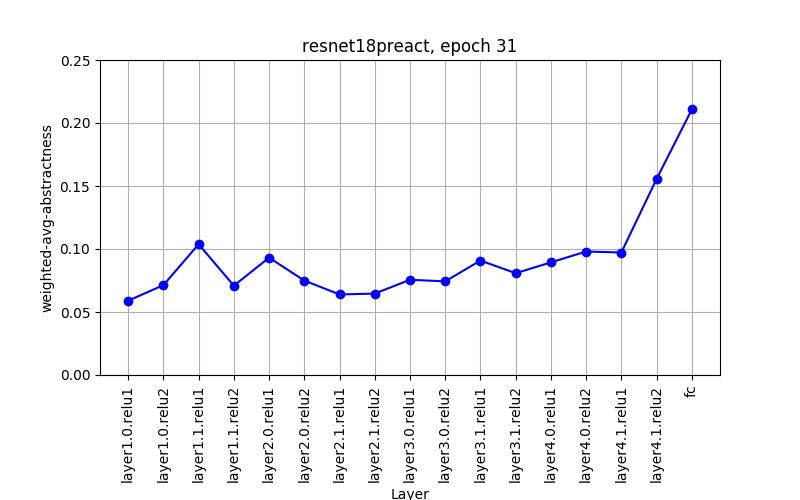 resnet18preact, epoch 31
weighted-avg-abstractness
0.25
0.20
0.15
0.10
0.05
0.00
layer1.0.relu1
layer1.0.relu2
layer1.1.relu1
layer1.1.relu2
layer2.0.relu1
layer2.0.relu2
layer2.1.relu1
layer2.1.relu2
layer3.0.relu1
layer3.0.relu2
layer3.1.relu1
layer3.1.relu2
layer4.0.relu1
layer4.0.relu2
layer4.1.relu1
layer4.1.relu2
fc
Layer